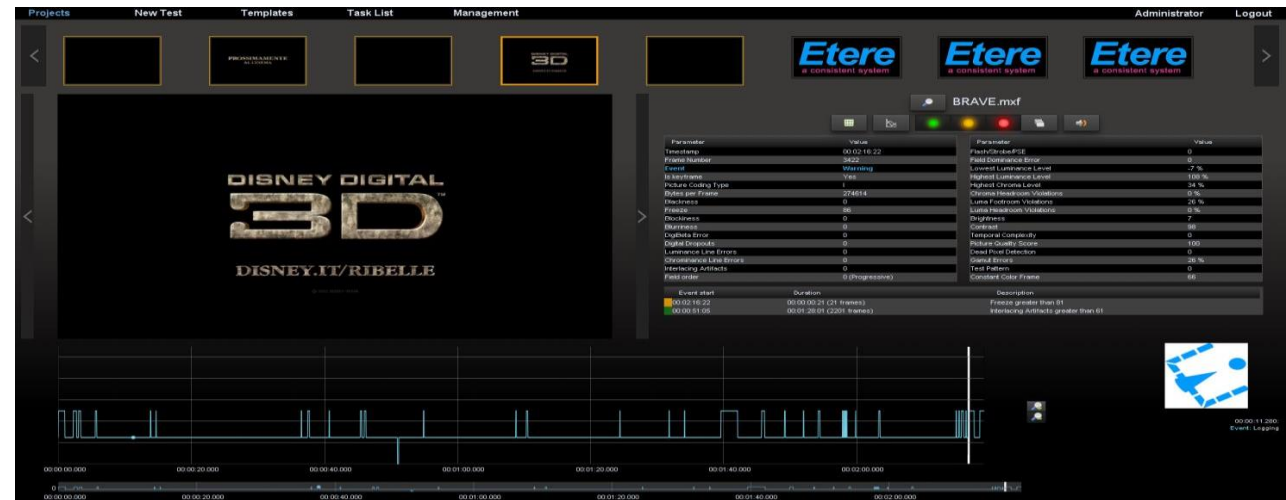 Projects New Test Templates Task List Management Administrator Logout
PROSSIMAMENTE
AL CINEMA
DISNEY DIGITAL
3D
Etere
a consistent system
Etere
a consistent system
Etere
a consistent system
BRAVE.mxf
DISNEY DIGITAL
3D™
DISNEY.IT/RIBELLE
Parameter Value
Timestamp 00:02:16:22
Frame Number 3422
Event Warning
Is keyframe Yes
Picture Coding Type I
Bytes per Frame 274614
Blackness 0
Freeze 86
Blockiness 0
Blurriness 0
DigiBeta Error 0
Digital Dropouts 0
Luminance Line Errors 0
Chrominance Line Errors 0
Interlacing Artifacts 0
Field order 0 (Progressive)
Parameter Value
Flash/Strobe/PSE 0
Field Dominance Error 0
Lowest Luminance Level -7 %
Highest Luminance Level 100 %
Highest Chroma Level 34 %
Chroma Headroom Violations 0 %
Luma Footroom Violations 26 %
Luma Headroom Violations 0 %
Brightness 7
Contrast 98
Temporal Complexity 0
Picture Quality Score 100
Dead Pixel Detection 0
Gamut Errors 26 %
Test Pattern 0
Constant Color Frame 66
Event start Duration Description
00:02:16:22 00:00:00:21 (21 frames) Freeze greater than 81
00:00:51:05 00:01:28:01 (2201 frames) Interlacing Artifacts greater than 61
00:00:00.000 00:00:20.000 00:00:40.000 00:01:00.000 00:01:20.000 00:01:40.000 00:02:00.000
0
00:00:00.000 00:00:20.000 00:00:40.000 00:01:00.000 00:01:20.000 00:01:40.000 00:02:00.000
00:00:11.280
Event: Logging